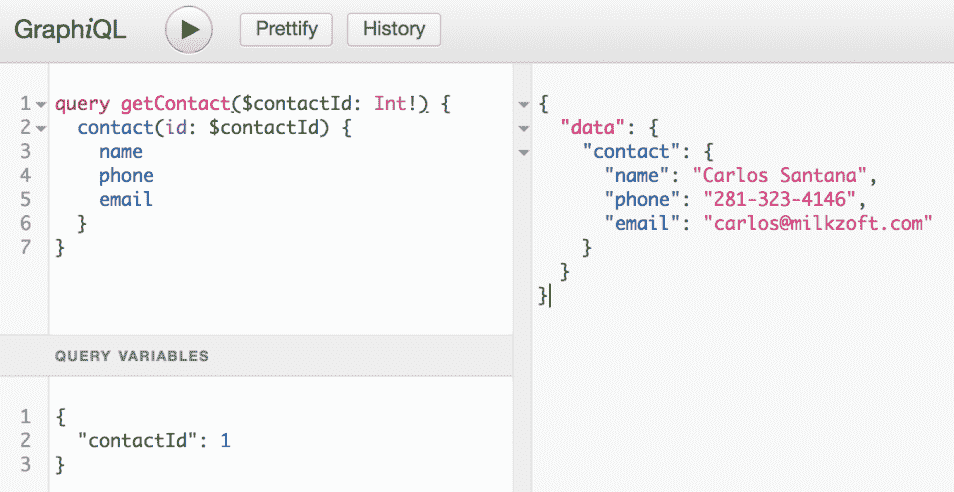 GraphiQL Prettify History
1 query getContact($contactId: Int!) {
2   contact(id: $contactId) {
3     name
4     phone
5     email
6   }
7 }
QUERY VARIABLES
1 {
2   "contactId": 1
3 }
{
  "data": {
    "contact": {
      "name": "Carlos Santana",
      "phone": "281-323-4146",
      "email": "carlos@milkzoft.com"
    }
  }
}